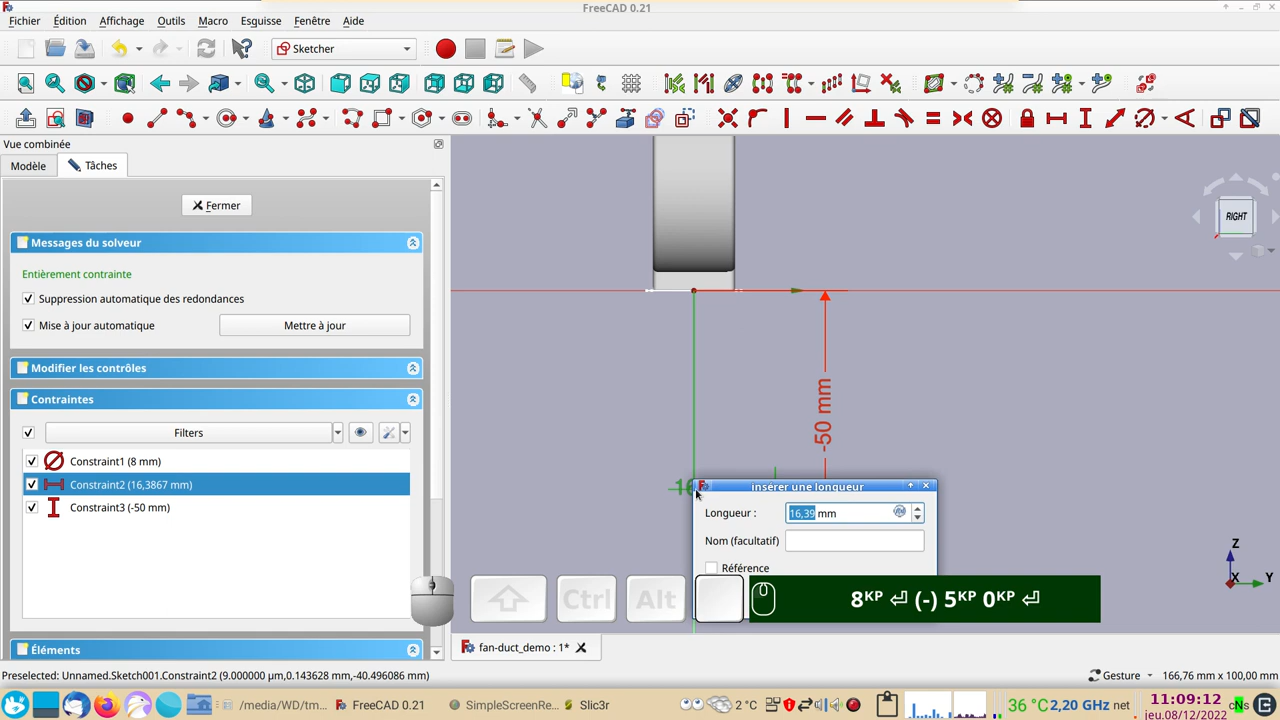 FreeCAD 0.21
Fichier Édition Affichage Outils Macro Esquisse Fenêtre Aide
Sketcher
Vue combinée
Modèle Tâches
Fermer
Messages du solveur
Entièrement contrainte
Suppression automatique des redondances
Mise à jour automatique Mettre à jour
Modifier les contrôles
Contraintes
Filters
Constraint1 (8 mm)
Constraint2 (16,3867 mm)
Constraint3 (-50 mm)
Éléments
RIGHT
-50 mm
16
insérer une longueur
Longueur : 16,39 mm
Nom (facultatif)
Référence
Ctrl Alt
8ᴷᴾ ⏎ (-) 5ᴷᴾ 0ᴷᴾ ⏎
Z
X Y
fan-duct_demo : 1*
Preselected: Unnamed.Sketch001.Constraint2 (9.000000 µm,0.143628 mm,-40.496086 mm) Gesture 166,76 mm x 100,00 mm
/media/WD/tm... FreeCAD 0.21 SimpleScreenRe... Slic3r 2 °C 36 °C 2,20 GHz net 11:09:12
jeu.08/12/2022